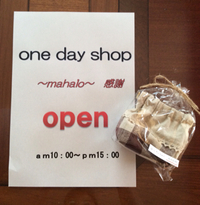 one day shop
～mahalo～ 感謝
open
am10：00～pm15：00